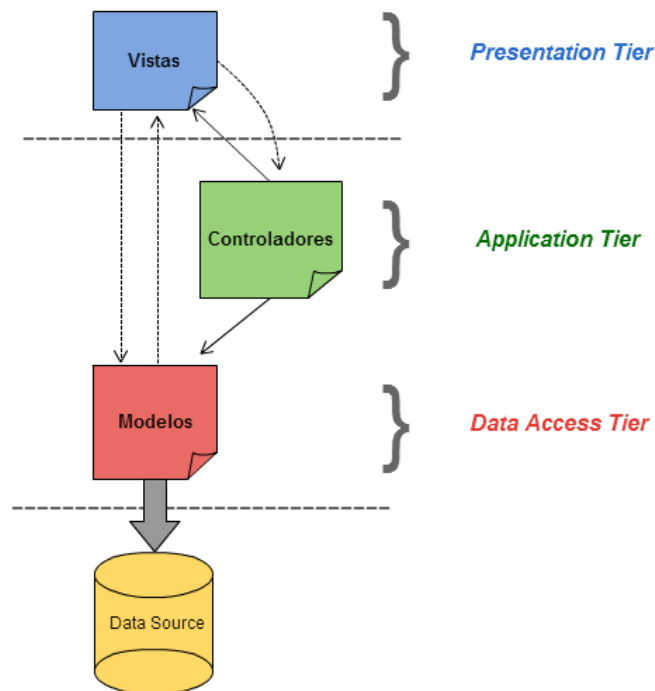 Vistas
Presentation Tier
Controladores
Application Tier
Modelos
Data Access Tier
Data Source